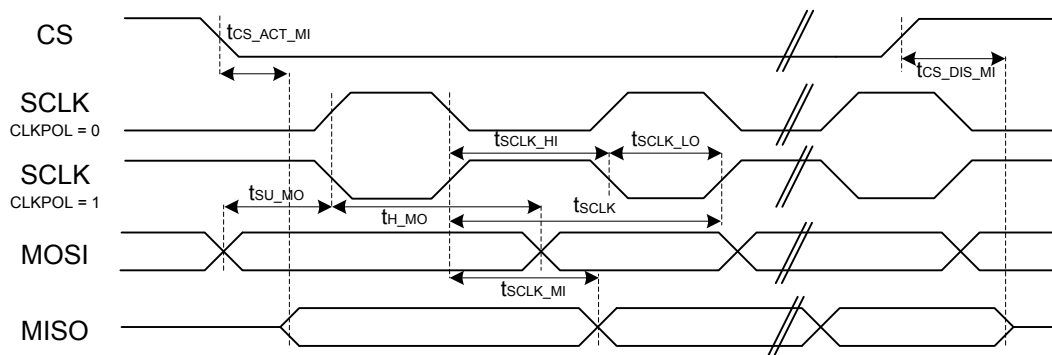 CS
tCS_ACT_MI
tCS_DIS_MI
SCLK
CLKPOL = 0
tSCLK_HI
tSCLK_LO
SCLK
CLKPOL = 1
tSU_MO
tH_MO
tSCLK
MOSI
tSCLK_MI
MISO